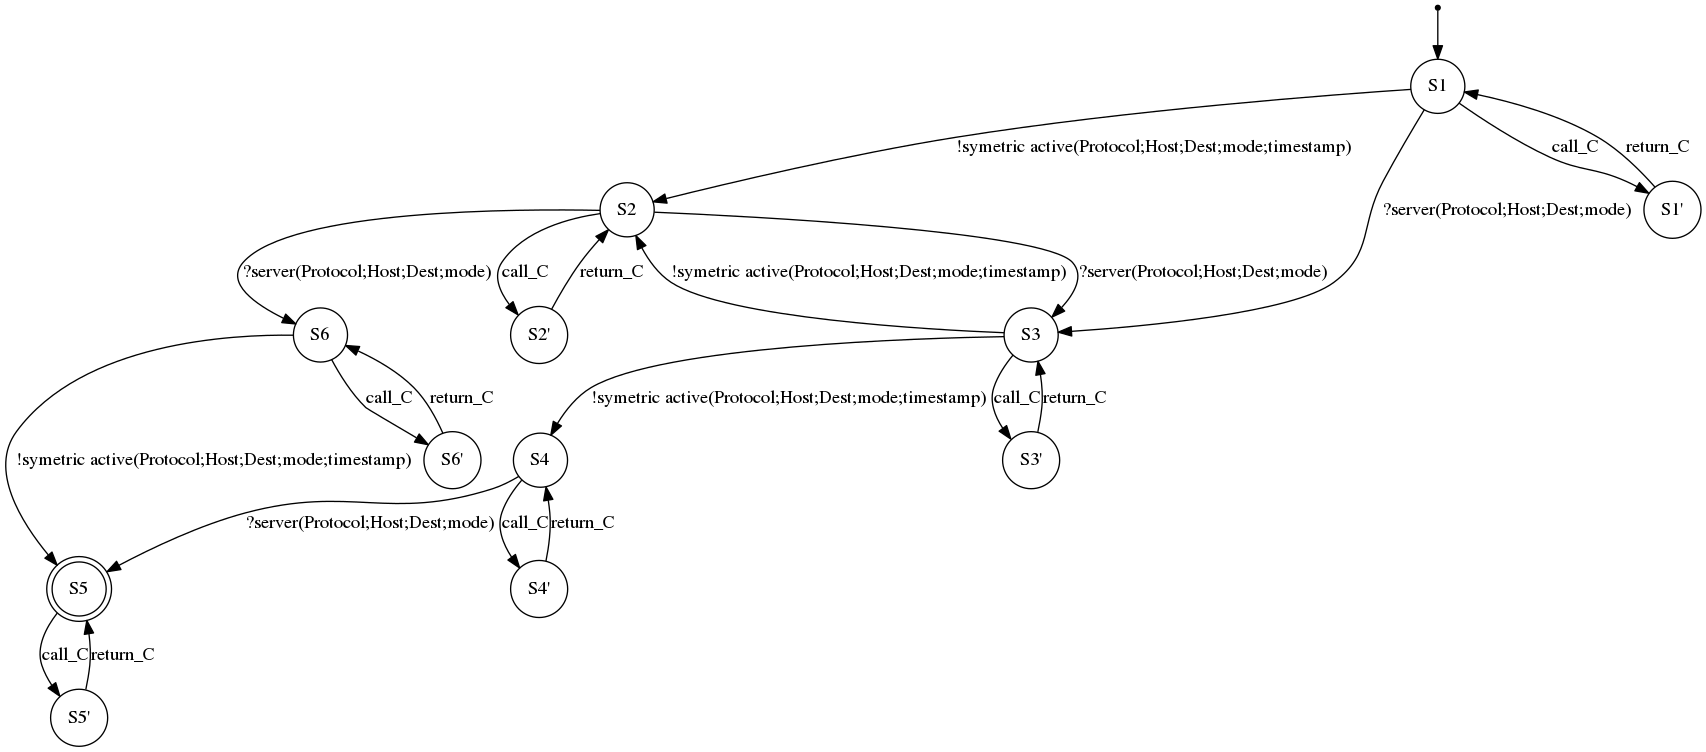 S1
!symetric active(Protocol;Host;Dest;mode;timestamp)
call_C
return_C
S2
?server(Protocol;Host;Dest;mode)
S1'
?server(Protocol;Host;Dest;mode)
call_C
return_C
!symetric active(Protocol;Host;Dest;mode;timestamp)
?server(Protocol;Host;Dest;mode)
S6
S2'
S3
call_C
return_C
!symetric active(Protocol;Host;Dest;mode;timestamp)
call_C
return_C
!symetric active(Protocol;Host;Dest;mode;timestamp)
S6'
S4
S3'
?server(Protocol;Host;Dest;mode)
call_C
return_C
S5
S4'
call_C
return_C
S5'